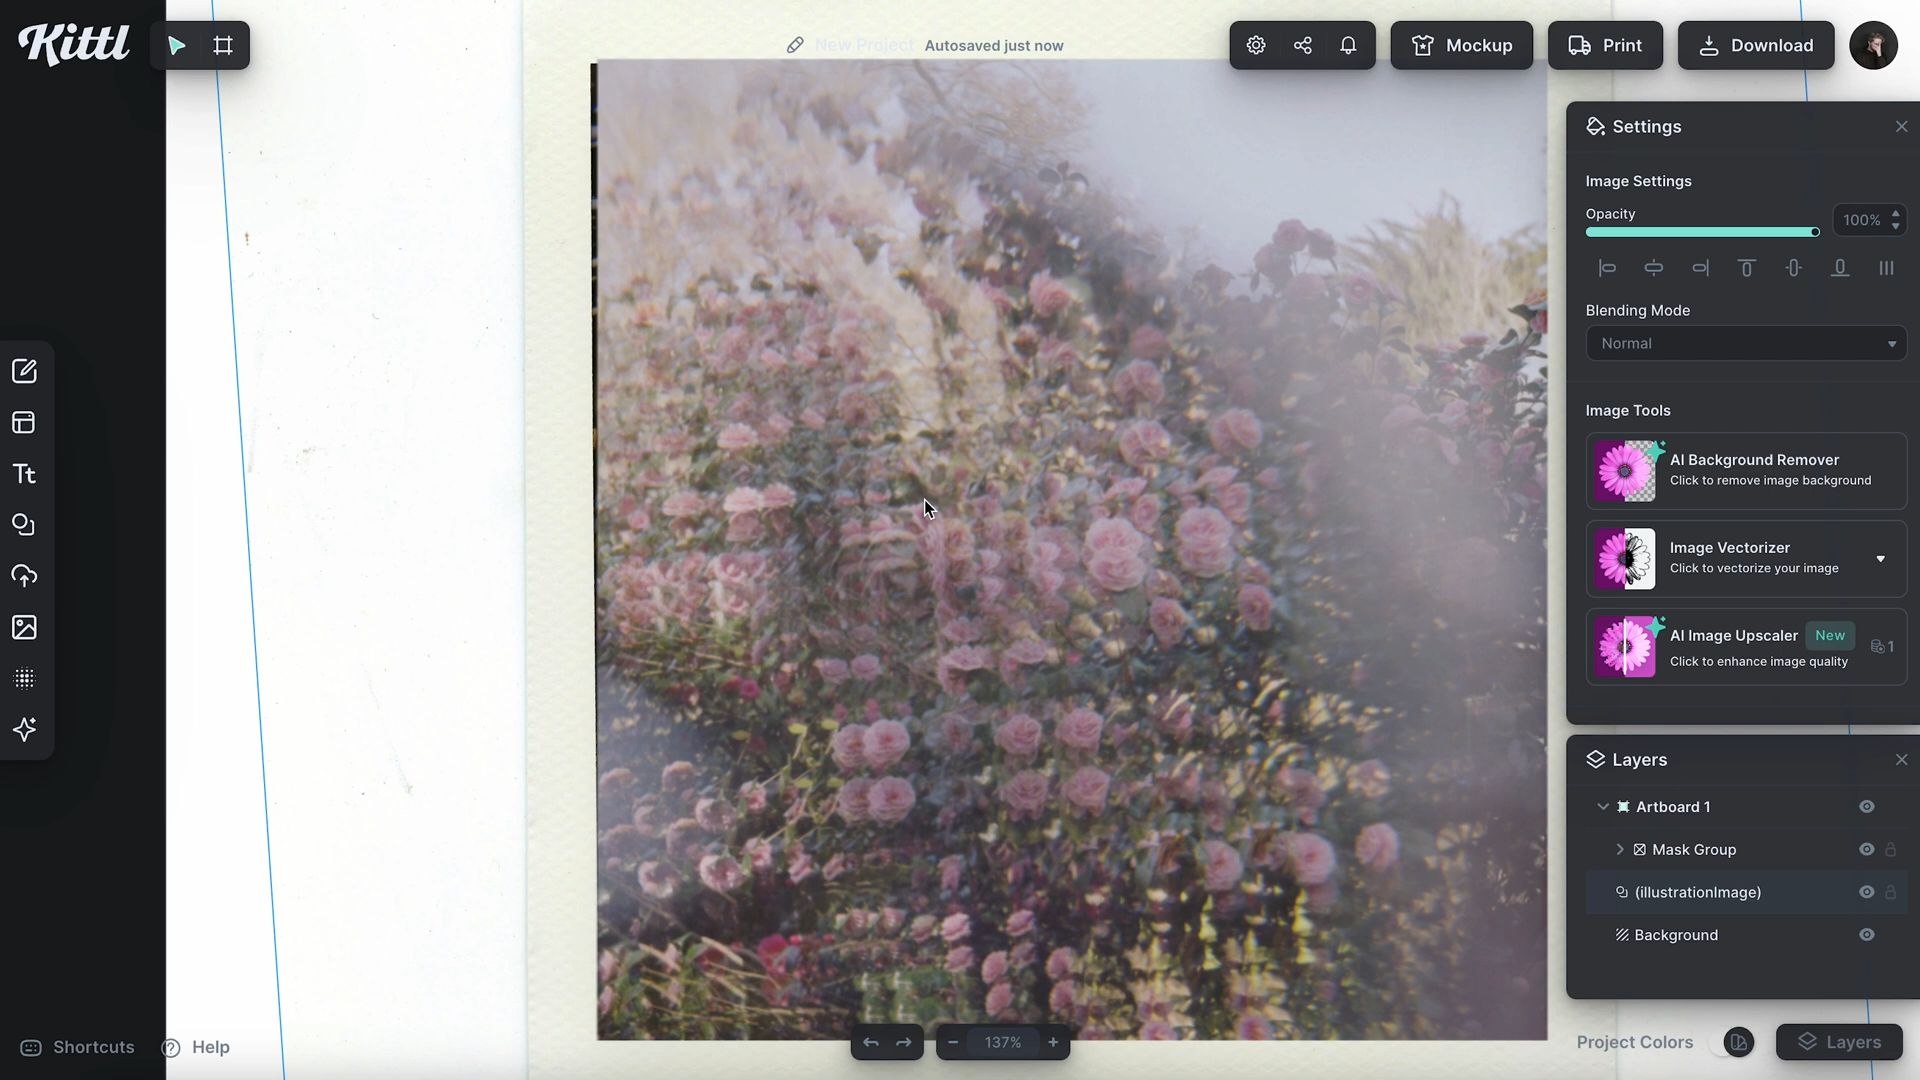 Kittl
New Project Autosaved just now
Mockup
Print
Download
Settings
Image Settings
Opacity
100%
Blending Mode
Normal
Image Tools
AI Background Remover
Click to remove image background
Image Vectorizer
Click to vectorize your image
AI Image Upscaler New
1
Click to enhance image quality
Layers
Artboard 1
Mask Group
(illustrationImage)
Background
Tt
Shortcuts
Help
137%
Project Colors
Layers